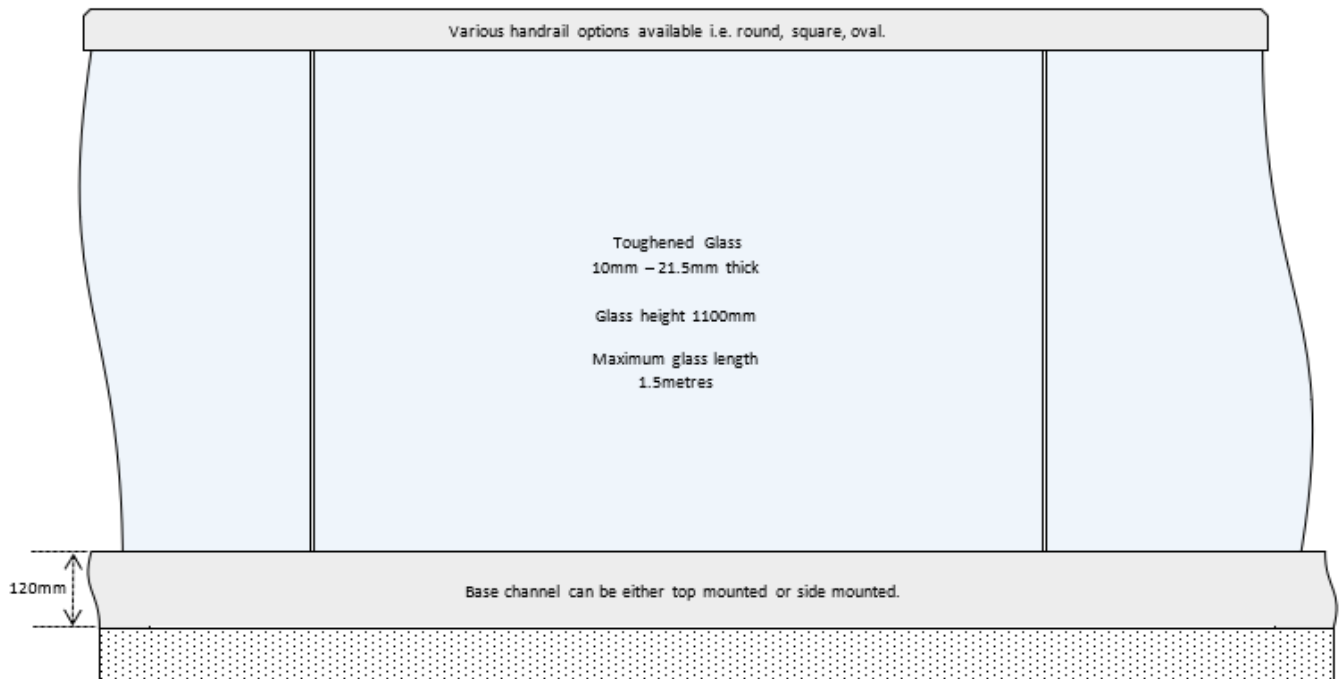 Various handrail options available i.e. round, square, oval.
Toughened Glass
10mm – 21.5mm thick
Glass height 1100mm
Maximum glass length
1.5metres
120mm
Base channel can be either top mounted or side mounted.